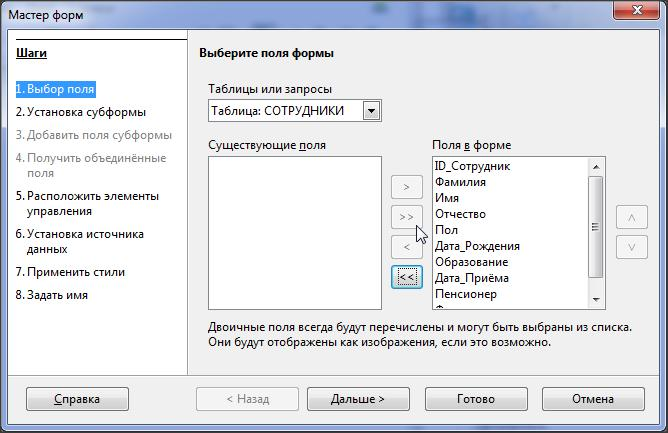 Мастер форм
Шаги
1. Выбор поля
2. Установка субформы
3. Добавить поля субформы
4. Получить объединённые
поля
5. Расположить элементы
управления
6. Установка источника
данных
7. Применить стили
8. Задать имя
Выберите поля формы
Таблицы или запросы
Таблица: СОТРУДНИКИ
Существующие поля
>
>>
<
<<
Поля в форме
ID_Сотрудник
Фамилия
Имя
Отчество
Пол
Дата_Рождения
Образование
Дата_Приёма
Пенсионер
Двоичные поля всегда будут перечислены и могут быть выбраны из списка.
Они будут отображены как изображения, если это возможно.
Справка
< Назад
Дальше >
Готово
Отмена